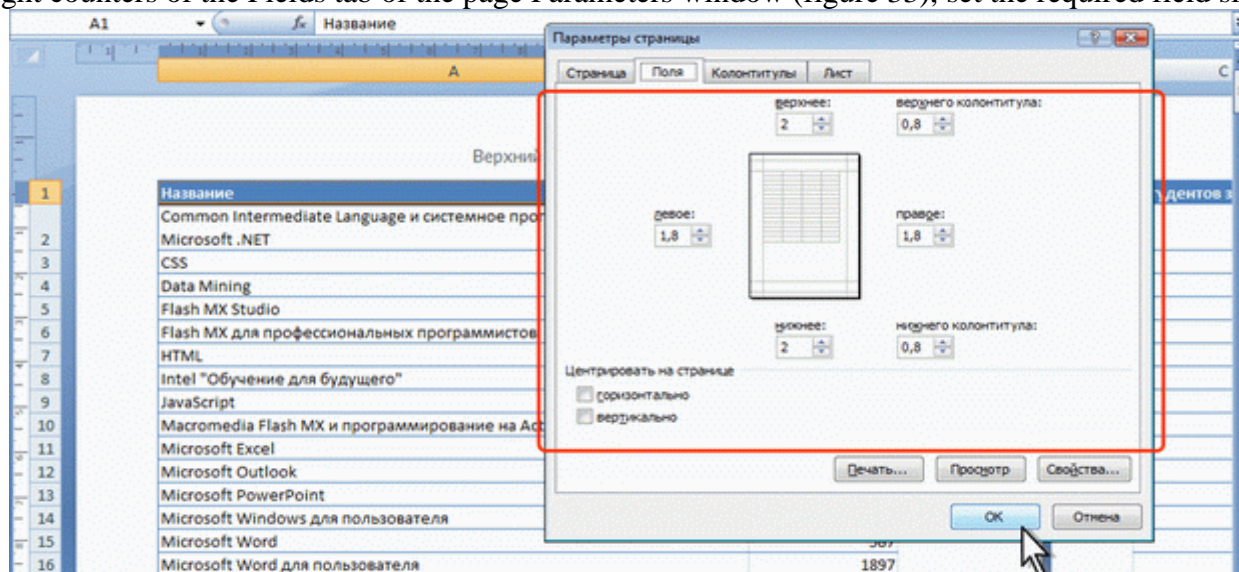 ght counters of the Fields tab of the page Parameters window (figure 33), set the required field si
A1
fx
Название
Параметры страницы
Страница
Поля
Колонтитулы
Лист
A
C
верхнее:
верхнего колонтитула:
2
0,8
Верхний
1
Название
удентов з
Common Intermediate Language и системное
левое:
правое:
2
Microsoft .NET
1,8
1,8
3
CSS
4
Data Mining
5
Flash MX Studio
6
Flash MX для профессиональных программистов
нижнее:
нижнего колонтитула:
7
HTML
2
0,8
8
Intel "Обучение для будущего"
Центрировать на странице
9
JavaScript
горизонтально
10
Macromedia Flash MX и программирование на
вертикально
11
Microsoft Excel
12
Microsoft Outlook
Печать...
Просмотр
Свойства...
13
Microsoft PowerPoint
14
Microsoft Windows для пользователя
OK
Отмена
15
Microsoft Word
16
Microsoft Word для пользователя
1897